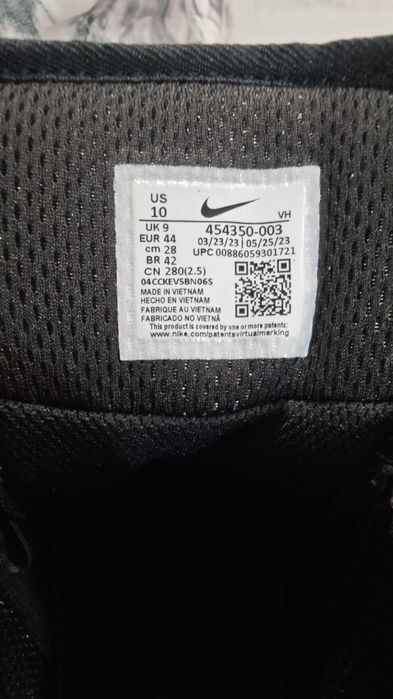 US
10
VH
UK 9
EUR 44
cm 28
BR 42
CN 280(2.5)
04CCKEVSBN06S
454350-003
03/23/23 | 05/25/23
UPC 00886059301721
MADE IN VIETNAM
HECHO EN VIETNAM
FABRIQUE AU VIETNAM
FABRICADO NO VIETNÃ
This product is covered by one or more patents:
www.nike.com/patentsvirtualmarking